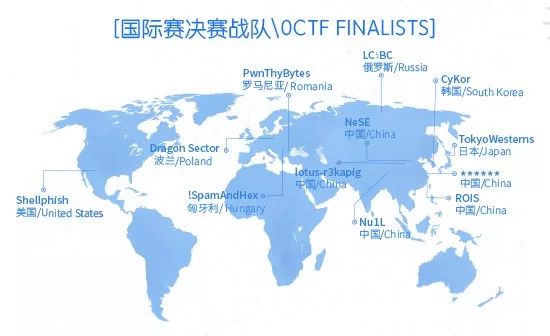 [国际赛决赛战队\0CTF FINALISTS]
LC↯BC
俄罗斯/Russia
PwnThyBytes
罗马尼亚/Romania
CyKor
韩国/South Korea
NeSE
中国/China
Dragon Sector
波兰/Poland
TokyoWesterns
日本/Japan
lotus-r3kapig
中国/China
******
中国/China
Shellphish
美国/United States
!SpamAndHex
匈牙利/Hungary
ROIS
中国/China
Nu1L
中国/China